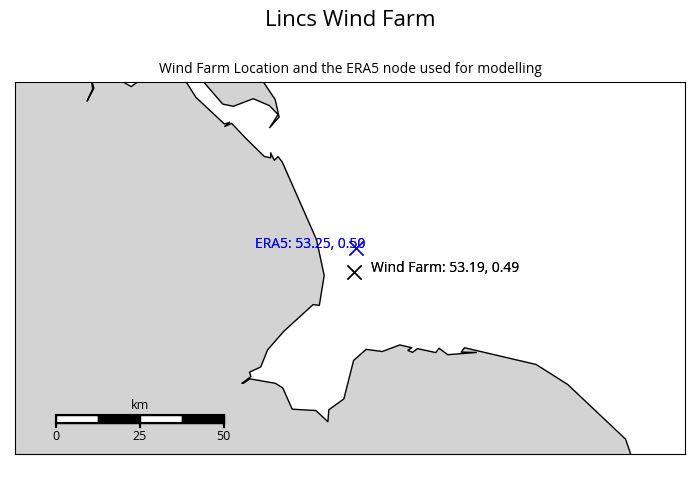 Lincs Wind Farm
Wind Farm Location and the ERA5 node used for modelling
ERA5: 53.25, 0.50
Wind Farm: 53.19, 0.49
km
0 25 50